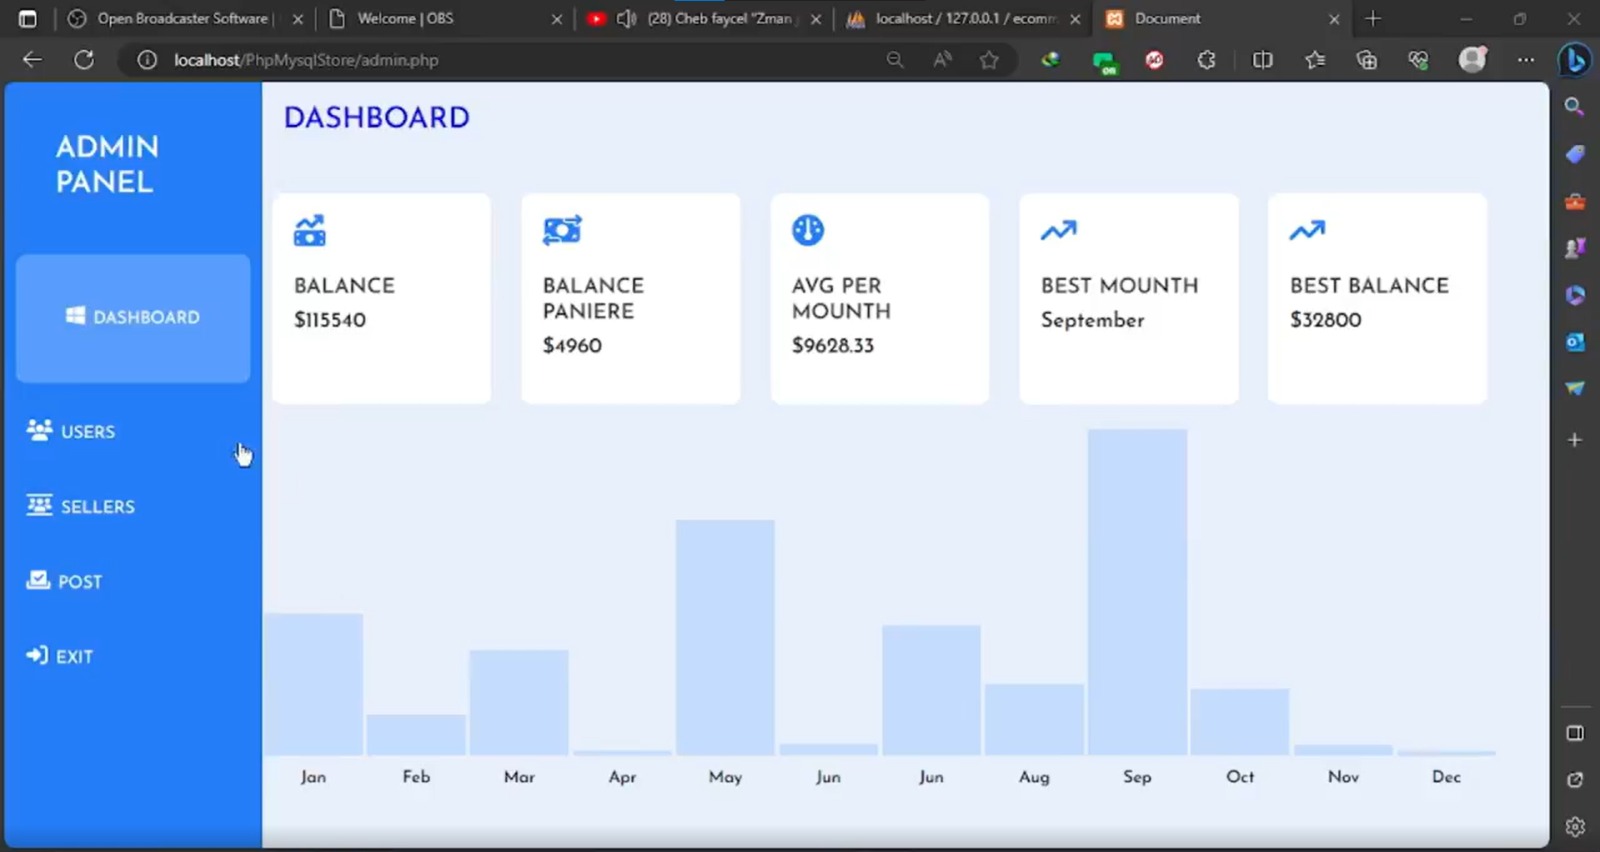 Open Broadcaster Software |
Welcome | OBS
(28) Cheb faycel "Zman
localhost / 127.0.0.1 / ecomm
Document
localhost/PhpMysqlStore/admin.php
on
ADMIN
PANEL
DASHBOARD
USERS
SELLERS
POST
EXIT
DASHBOARD
BALANCE
$115540
BALANCE
PANIERE
$4960
AVG PER
MOUNTH
$9628.33
BEST MOUNTH
September
BEST BALANCE
$32800
Jan Feb Mar Apr May Jun Jun Aug Sep Oct Nov Dec